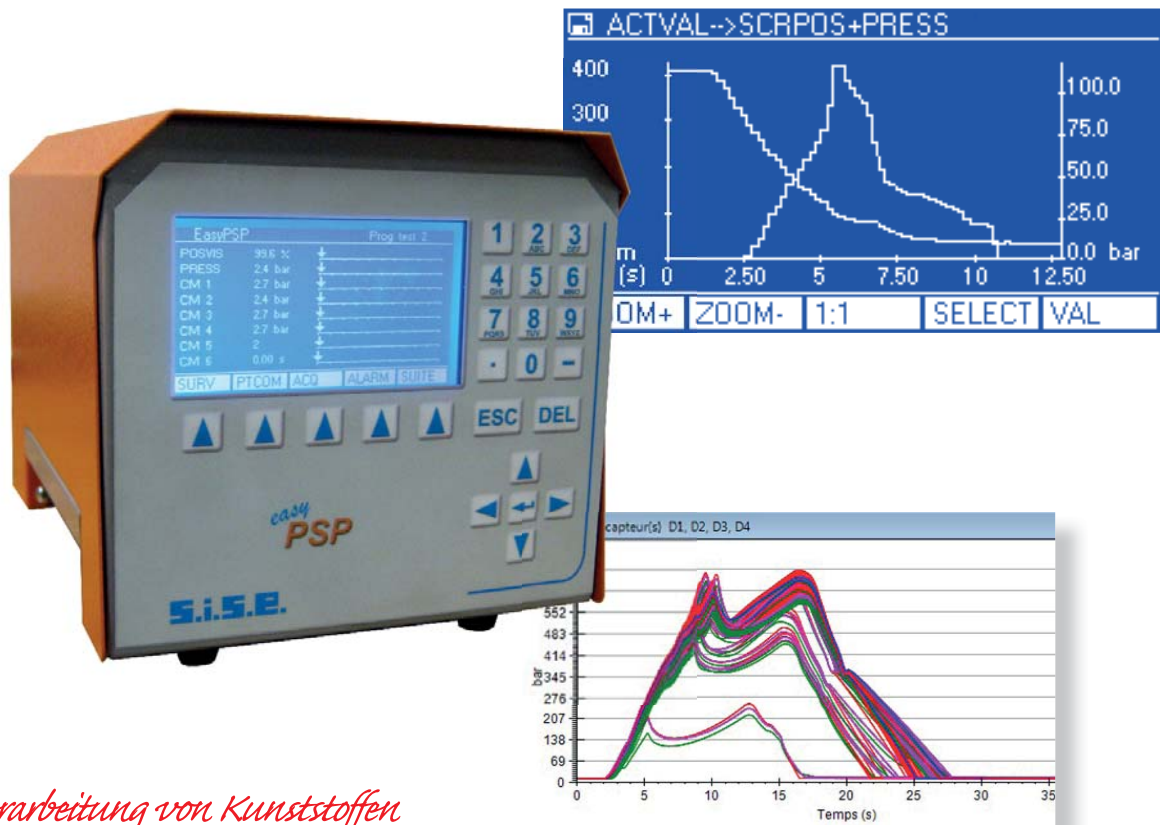 ACTVAL-->SCRPOS+PRESS
400
300
100.0
75.0
50.0
25.0
0.0 bar
m
(s) 0 2.50 5 7.50 10 12.50
OM+ ZOOM- 1:1 SELECT VAL
EasyPSP Prog test 2
POSVIS 99.6 %
PRESS 2.4 bar
CM 1 2.7 bar
CM 2 2.4 bar
CM 3 2.7 bar
CM 4 2.7 bar
CM 5 2
CM 6 0.00 s
SURV PTCOM ACQ ALARM SUITE
1 2 3
ABC DEF
4 5 6
GHI JKL MNO
7 8 9
PQRS TUV WXYZ
. 0 -
ESC DEL
easy
PSP
s.i.s.e.
capteur(s) D1, D2, D3, D4
552
483
414
345
276
207
138
69
0
bar
0 5 10 15 20 25 30 35
Temps (s)
rarbeitung von Kunststoffen